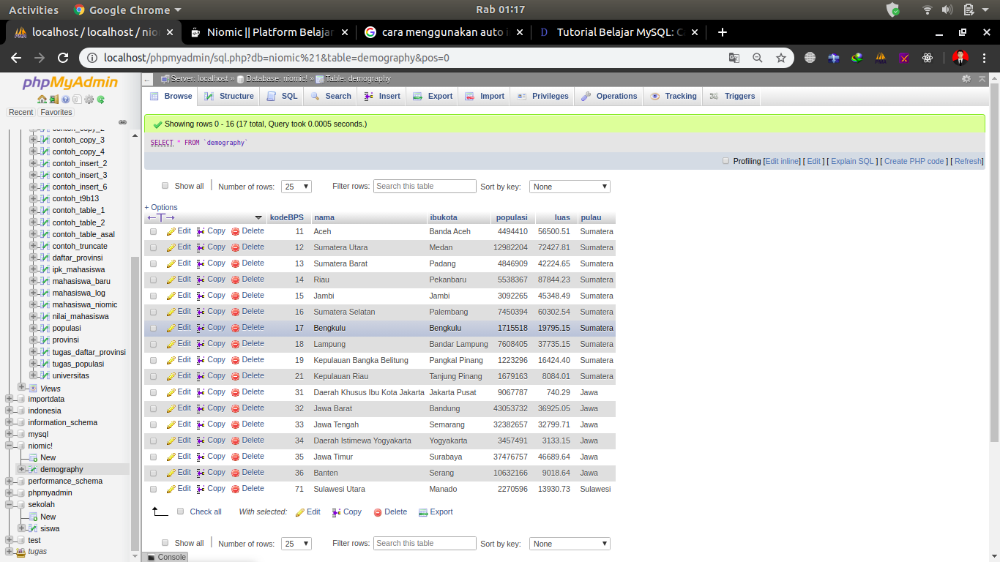 Activities Google Chrome Rab 01:17
localhost / localhost / nio Niomic || Platform Belajar cara menggunakan auto i Tutorial Belajar MySQL: C
localhost/phpmyadmin/sql.php?db=niomic%21&table=demography&pos=0
phpMyAdmin
Recent Favorites
contoh_copy_2
contoh_copy_3
contoh_copy_4
contoh_insert_2
contoh_insert_3
contoh_insert_6
contoh_t9b13
contoh_table_1
contoh_table_2
contoh_table_asal
contoh_truncate
daftar_provinsi
ipk_mahasiswa
mahasiswa_baru
mahasiswa_log
mahasiswa_niomic
nilai_mahasiswa
populasi
provinsi
tugas_daftar_provinsi
tugas_populasi
universitas
Views
importdata
indonesia
information_schema
mysql
niomic!
New
demography
performance_schema
phpmyadmin
sekolah
New
siswa
test
tugas
Server: localhost » Database: niomic! » Table: demography
Browse Structure SQL Search Insert Export Import Privileges Operations Tracking Triggers
Showing rows 0 - 16 (17 total, Query took 0.0005 seconds.)
SELECT * FROM `demography`
Profiling [Edit inline] [ Edit ] [ Explain SQL ] [ Create PHP code ] [ Refresh]
Show all Number of rows: 25 Filter rows: Search this table Sort by key: None
+ Options
←T→ kodeBPS nama ibukota populasi luas pulau
Edit Copy Delete 11 Aceh Banda Aceh 4494410 56500.51 Sumatera
Edit Copy Delete 12 Sumatera Utara Medan 12982204 72427.81 Sumatera
Edit Copy Delete 13 Sumatera Barat Padang 4846909 42224.65 Sumatera
Edit Copy Delete 14 Riau Pekanbaru 5538367 87844.23 Sumatera
Edit Copy Delete 15 Jambi Jambi 3092265 45348.49 Sumatera
Edit Copy Delete 16 Sumatera Selatan Palembang 7450394 60302.54 Sumatera
Edit Copy Delete 17 Bengkulu Bengkulu 1715518 19795.15 Sumatera
Edit Copy Delete 18 Lampung Bandar Lampung 7608405 37735.15 Sumatera
Edit Copy Delete 19 Kepulauan Bangka Belitung Pangkal Pinang 1223296 16424.40 Sumatera
Edit Copy Delete 21 Kepulauan Riau Tanjung Pinang 1679163 8084.01 Sumatera
Edit Copy Delete 31 Daerah Khusus Ibu Kota Jakarta Jakarta Pusat 9067787 740.29 Jawa
Edit Copy Delete 32 Jawa Barat Bandung 43053732 36925.05 Jawa
Edit Copy Delete 33 Jawa Tengah Semarang 32382657 32799.71 Jawa
Edit Copy Delete 34 Daerah Istimewa Yogyakarta Yogyakarta 3457491 3133.15 Jawa
Edit Copy Delete 35 Jawa Timur Surabaya 37476757 46689.64 Jawa
Edit Copy Delete 36 Banten Serang 10632166 9018.64 Jawa
Edit Copy Delete 71 Sulawesi Utara Manado 2270596 13930.73 Sulawesi
Check all With selected: Edit Copy Delete Export
Show all Number of rows: 25 Filter rows: Search this table Sort by key: None
Console